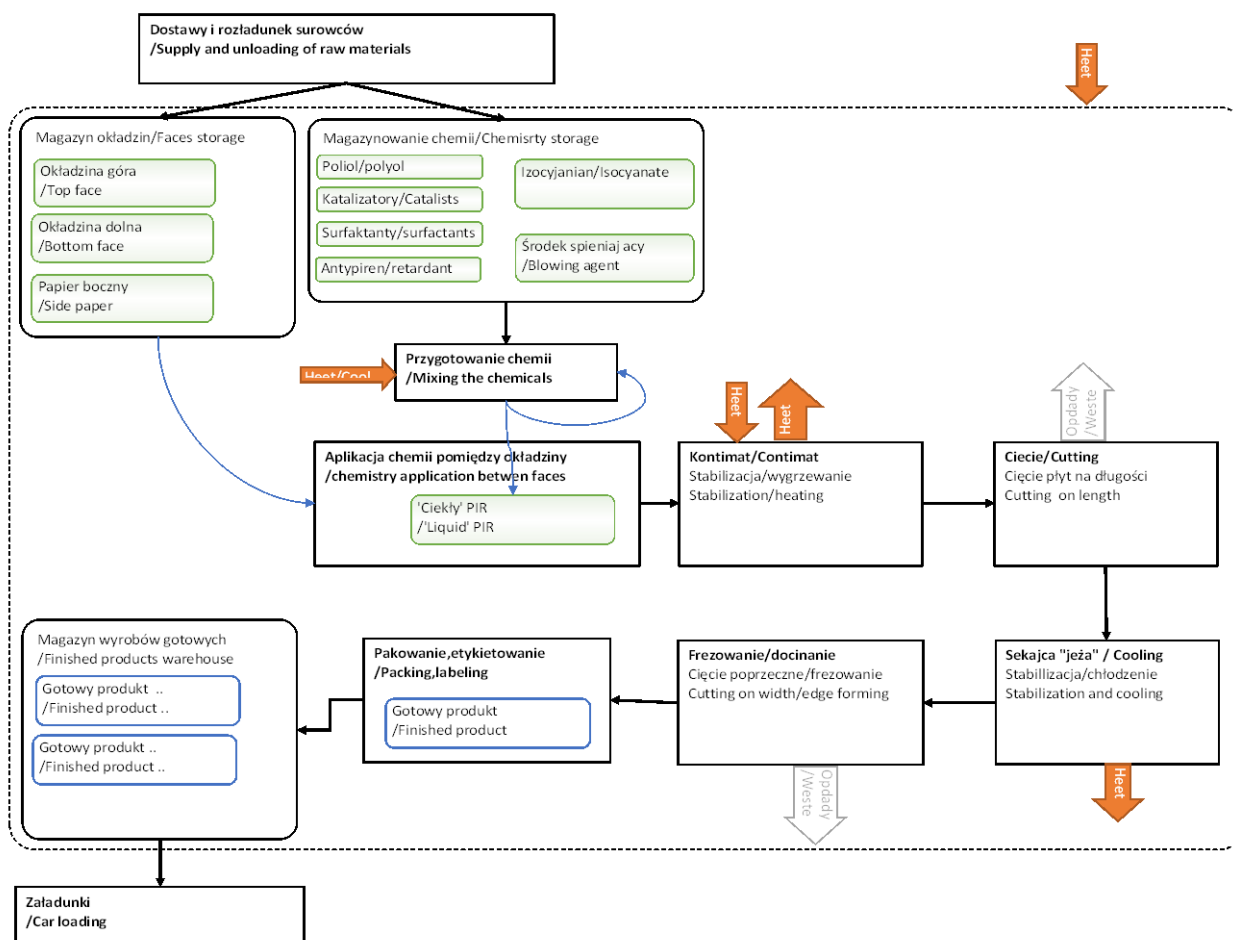 Dostawy i rozładunek surowców
/Supply and unloading of raw materials
Heet
Magazyn okładzin/Faces storage
Okładzina góra
/Top face
Okładzina dolna
/Bottom face
Papier boczny
/Side paper
Magazynowanie chemii/Chemisrty storage
Poliol/polyol
Katalizatory/Catalists
Surfaktanty/surfactants
Antypiren/retardant
Izocyjanian/Isocyanate
Środek spieniaj acy
/Blowing agent
Heet/Cool
Przygotowanie chemii
/Mixing the chemicals
Heet
Heet
Opdady
/Weste
Aplikacja chemii pomiędzy okładziny
/chemistry application betwen faces
'Ciekły' PIR
/'Liquid' PIR
Kontimat/Contimat
Stabilizacja/wygrzewanie
Stabilization/heating
Ciecie/Cutting
Cięcie płyt na długości
Cutting on length
Magazyn wyrobów gotowych
/Finished products warehouse
Gotowy produkt ..
/Finished product ..
Gotowy produkt ..
/Finished product ..
Pakowanie,etykietowanie
/Packing,labeling
Gotowy produkt
/Finished product
Frezowanie/docinanie
Cięcie poprzeczne/frezowanie
Cutting on width/edge forming
Sekajca "jeża" / Cooling
Stabillizacja/chłodzenie
Stabilization and cooling
Opdady
/Weste
Heet
Załadunki
/Car loading